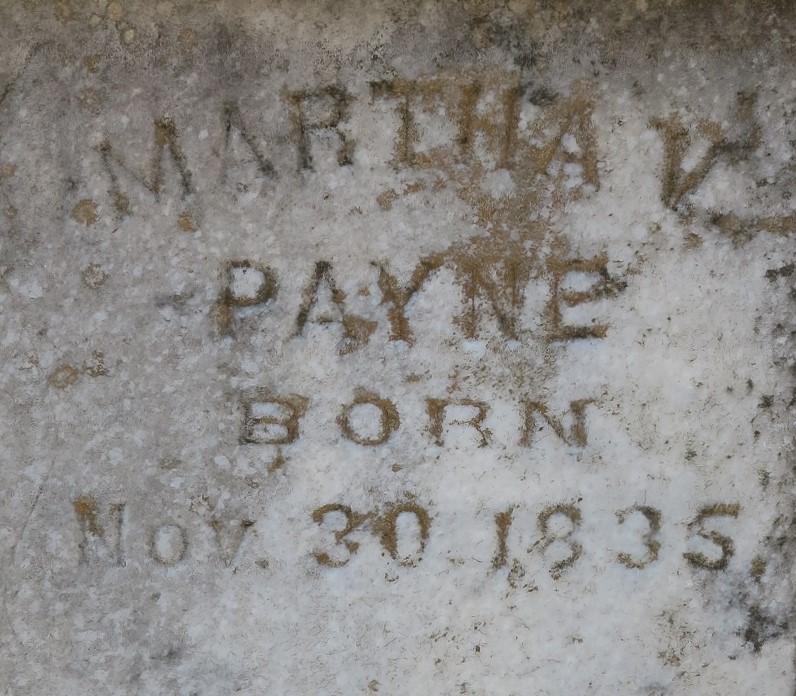 MARTHA V.
PAYNE
BORN
Nov. 30 1835